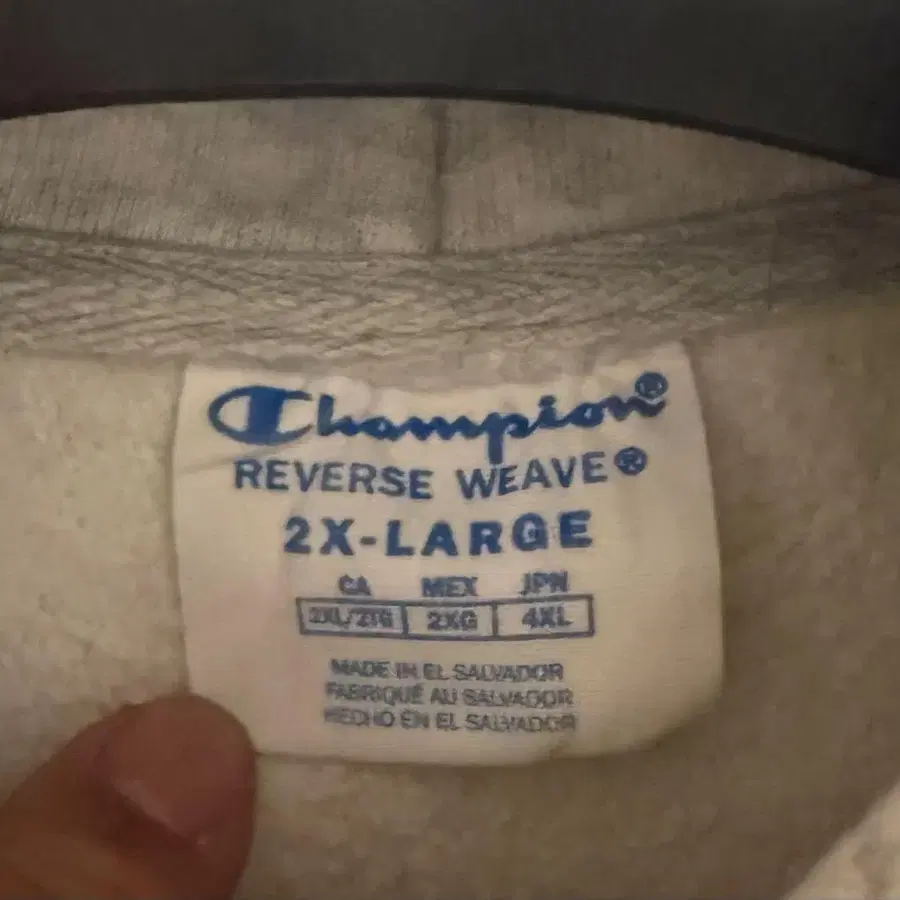 Champion®
REVERSE WEAVE®
2X-LARGE
CA MEX JPN
2XL/2TG 2XG 4XL
MADE IN EL SALVADOR
FABRIQUÉ AU SALVADOR
HECHO EN EL SALVADOR